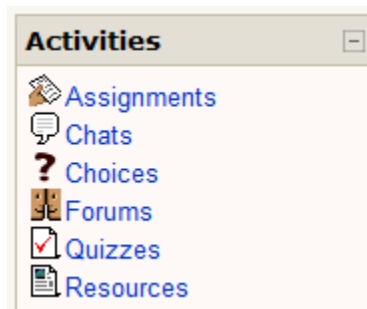 Activities
Assignments
Chats
Choices
Forums
Quizzes
Resources